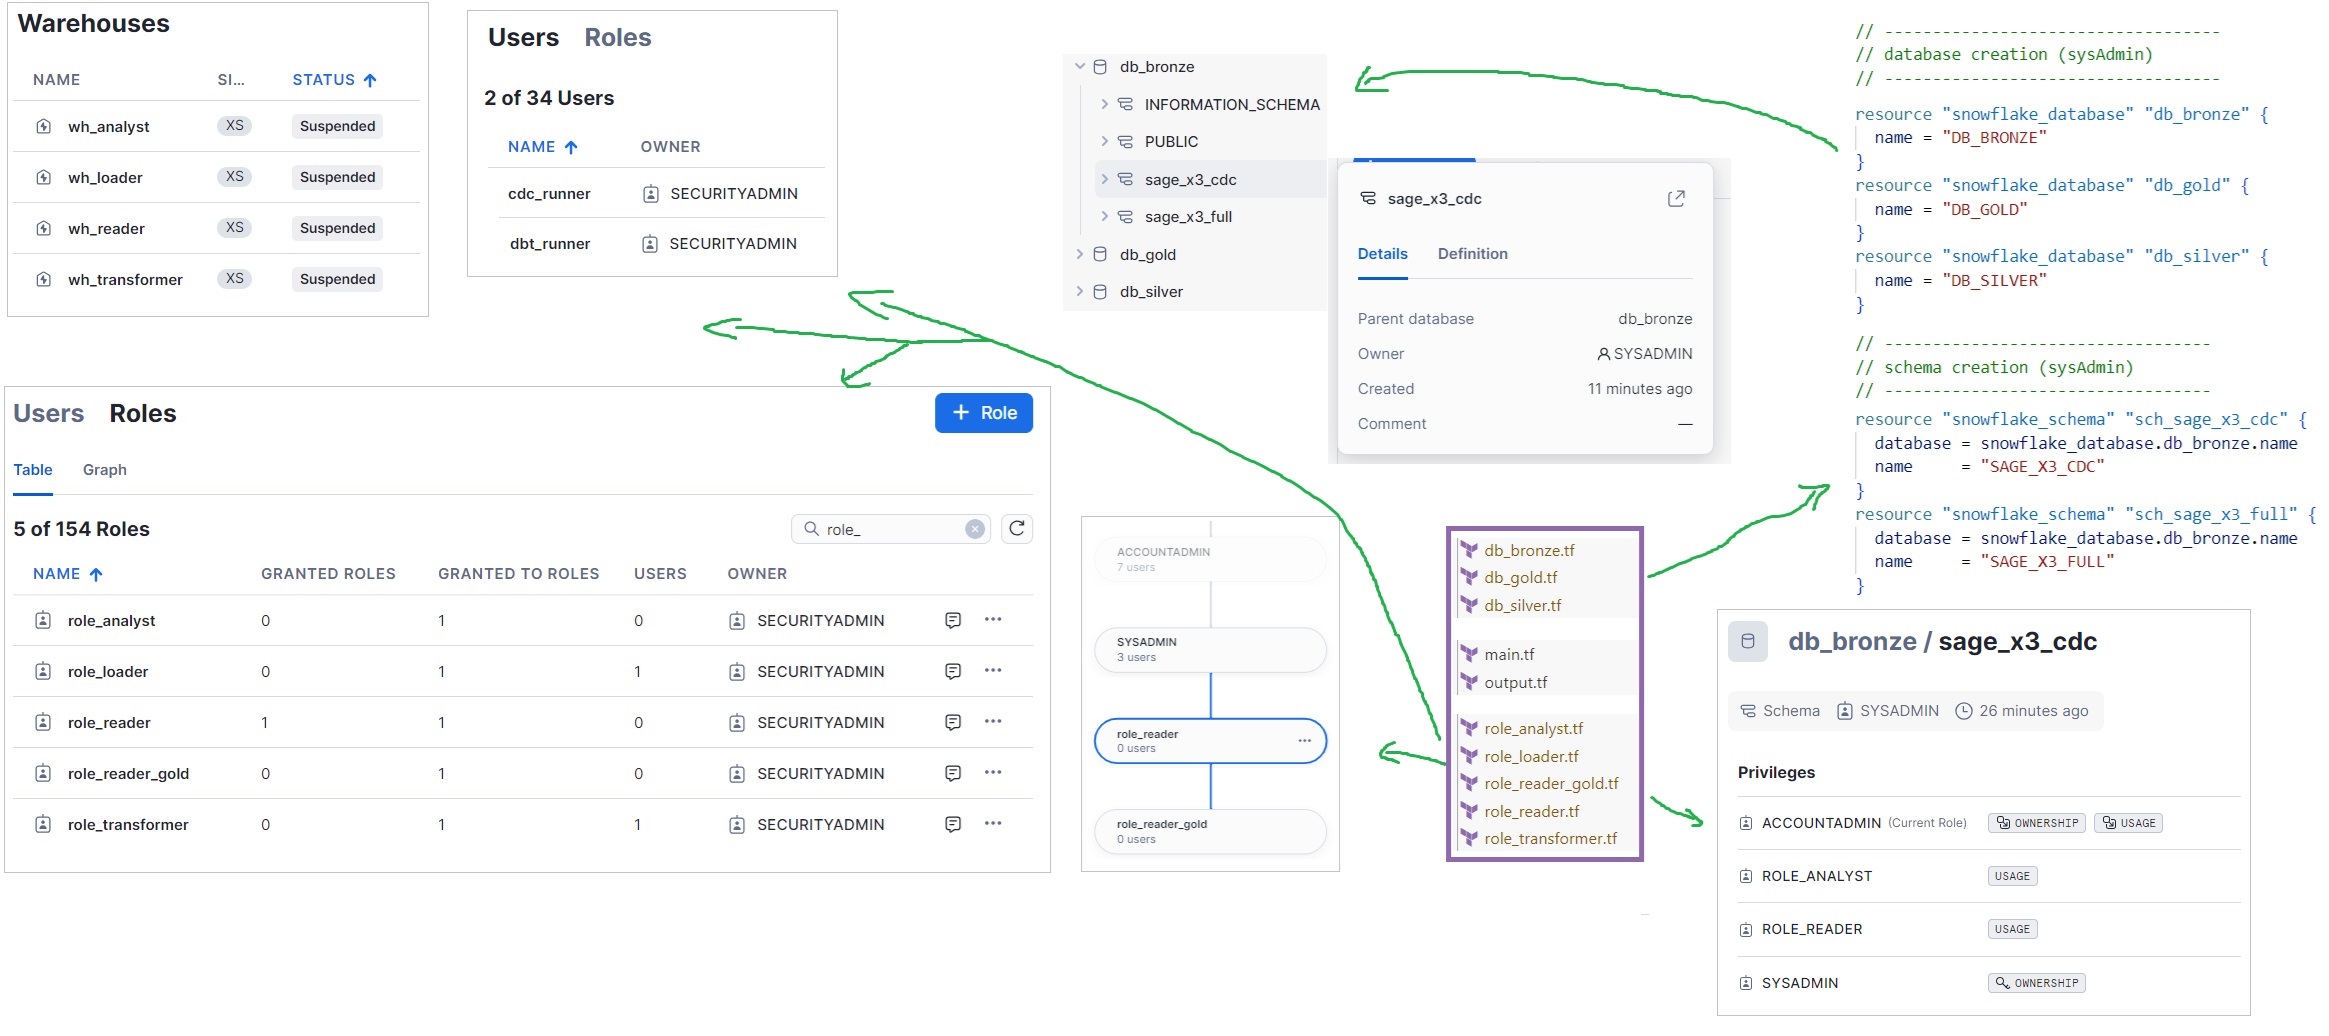 Warehouses
NAME SI... STATUS ↑
wh_analyst XS Suspended
wh_loader XS Suspended
wh_reader XS Suspended
wh_transformer XS Suspended
Users Roles
2 of 34 Users
NAME ↑ OWNER
cdc_runner SECURITYADMIN
dbt_runner SECURITYADMIN
db_bronze
INFORMATION_SCHEMA
PUBLIC
sage_x3_cdc
sage_x3_full
db_gold
db_silver
sage_x3_cdc
Details Definition
Parent database db_bronze
Owner SYSADMIN
Created 11 minutes ago
Comment —
// ----------------------------------
// database creation (sysAdmin)
// ----------------------------------
resource "snowflake_database" "db_bronze" {
name = "DB_BRONZE"
}
resource "snowflake_database" "db_gold" {
name = "DB_GOLD"
}
resource "snowflake_database" "db_silver" {
name = "DB_SILVER"
}
// ---------------------------------
// schema creation (sysAdmin)
// ---------------------------------
resource "snowflake_schema" "sch_sage_x3_cdc" {
database = snowflake_database.db_bronze.name
name = "SAGE_X3_CDC"
}
resource "snowflake_schema" "sch_sage_x3_full" {
database = snowflake_database.db_bronze.name
name = "SAGE_X3_FULL"
}
Users Roles
+ Role
Table Graph
5 of 154 Roles
role_
NAME ↑ GRANTED ROLES GRANTED TO ROLES USERS OWNER
role_analyst 0 1 0 SECURITYADMIN ...
role_loader 0 1 1 SECURITYADMIN ...
role_reader 1 1 0 SECURITYADMIN ...
role_reader_gold 0 1 0 SECURITYADMIN ...
role_transformer 0 1 1 SECURITYADMIN ...
ACCOUNTADMIN
7 users
SYSADMIN
3 users
role_reader ...
0 users
role_reader_gold
0 users
db_bronze.tf
db_gold.tf
db_silver.tf
main.tf
output.tf
role_analyst.tf
role_loader.tf
role_reader_gold.tf
role_reader.tf
role_transformer.tf
db_bronze / sage_x3_cdc
Schema SYSADMIN 26 minutes ago
Privileges
ACCOUNTADMIN (Current Role) OWNERSHIP USAGE
ROLE_ANALYST USAGE
ROLE_READER USAGE
SYSADMIN OWNERSHIP